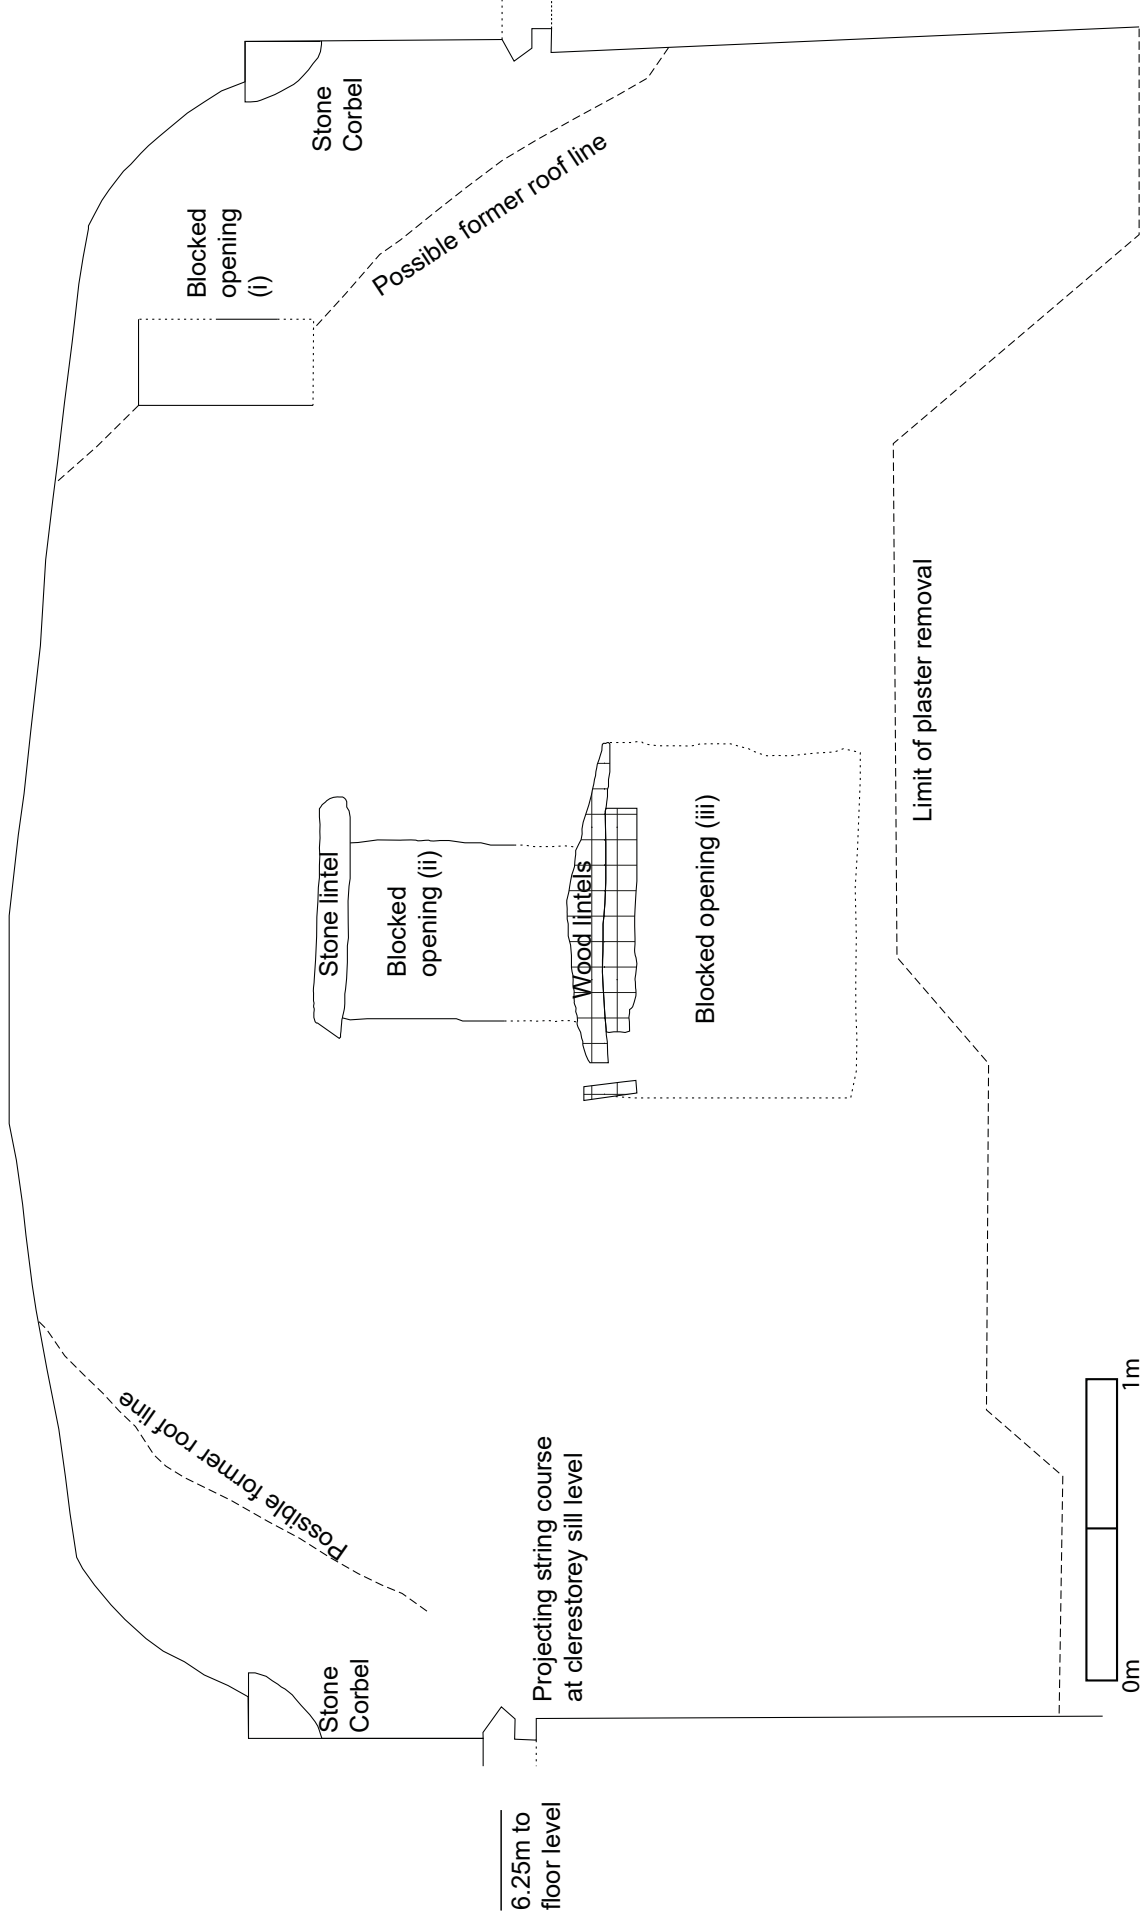 Possible former roof line
Stone
Corbel
6.25m to
floor level
Projecting string course
at clerestorey sill level
Stone lintel
Blocked
opening (ii)
Wood lintels
Blocked opening (iii)
Blocked
opening
(i)
Stone
Corbel
Possible former roof line
Limit of plaster removal
0m
1m